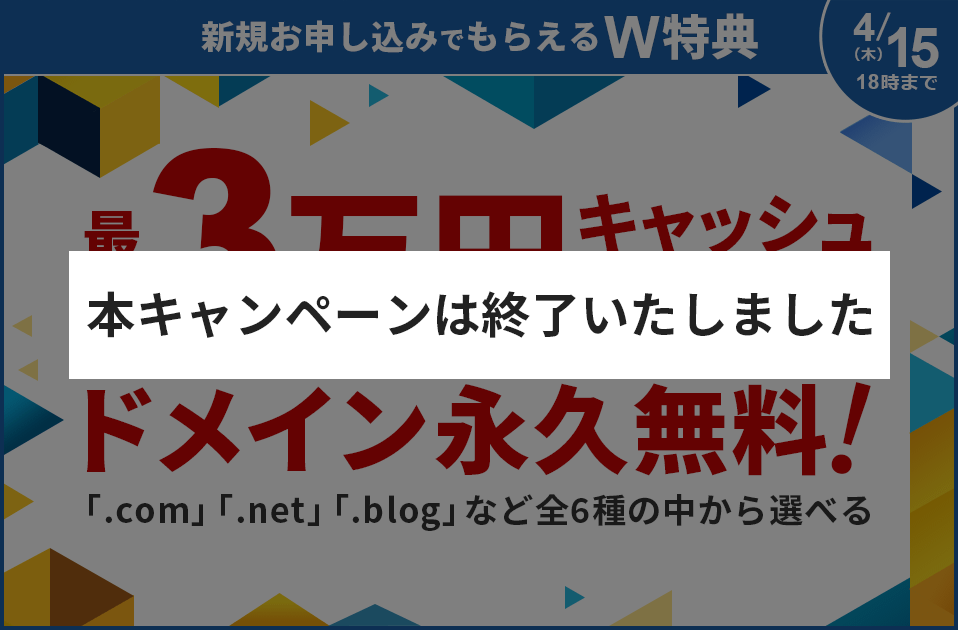 新規お申し込みでもらえるW特典
4/15
(木)
18時まで
最
3万円キャッシュ
本キャンペーンは終了いたしました
ドメイン永久無料!
「.com」「.net」「.blog」など全6種の中から選べる